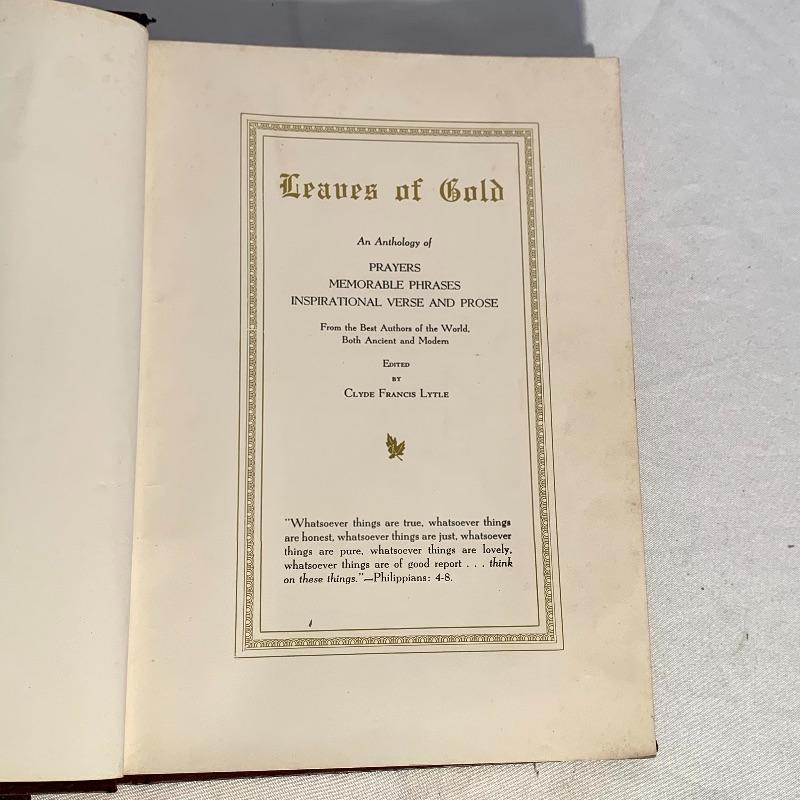 Leaves of Gold
An Anthology of
PRAYERS
MEMORABLE PHRASES
INSPIRATIONAL VERSE AND PROSE
From the Best Authors of the World,
Both Ancient and Modern
Edited
by
Clyde Francis Lytle
"Whatsoever things are true, whatsoever things
are honest, whatsoever things are just, whatsoever
things are pure, whatsoever things are lovely,
whatsoever things are of good report . . . think
on these things."—Philippians: 4-8.